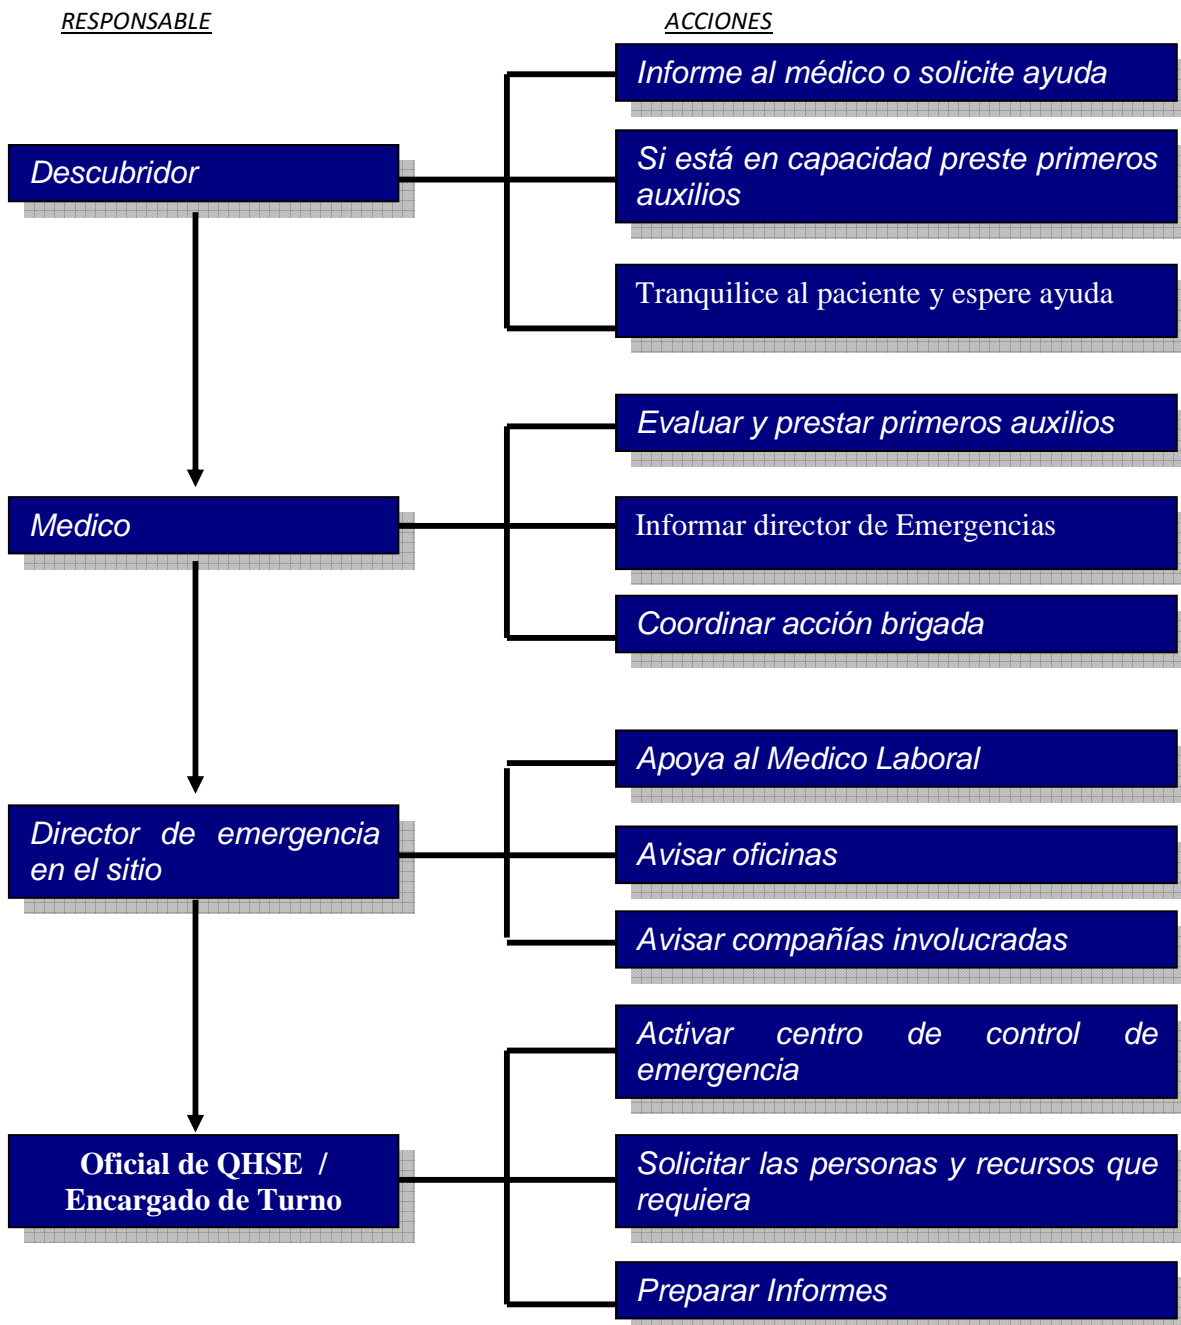 RESPONSABLE
ACCIONES
Informe al médico o solicite ayuda
Descubridor
Si está en capacidad preste primeros
auxilios
Tranquilice al paciente y espere ayuda
Evaluar y prestar primeros auxilios
Medico
Informar director de Emergencias
Coordinar acción brigada
Apoya al Medico Laboral
Director de emergencia
en el sitio
Avisar oficinas
Avisar compañías involucradas
Activar centro de control de
emergencia
Oficial de QHSE /
Encargado de Turno
Solicitar las personas y recursos que
requiera
Preparar Informes